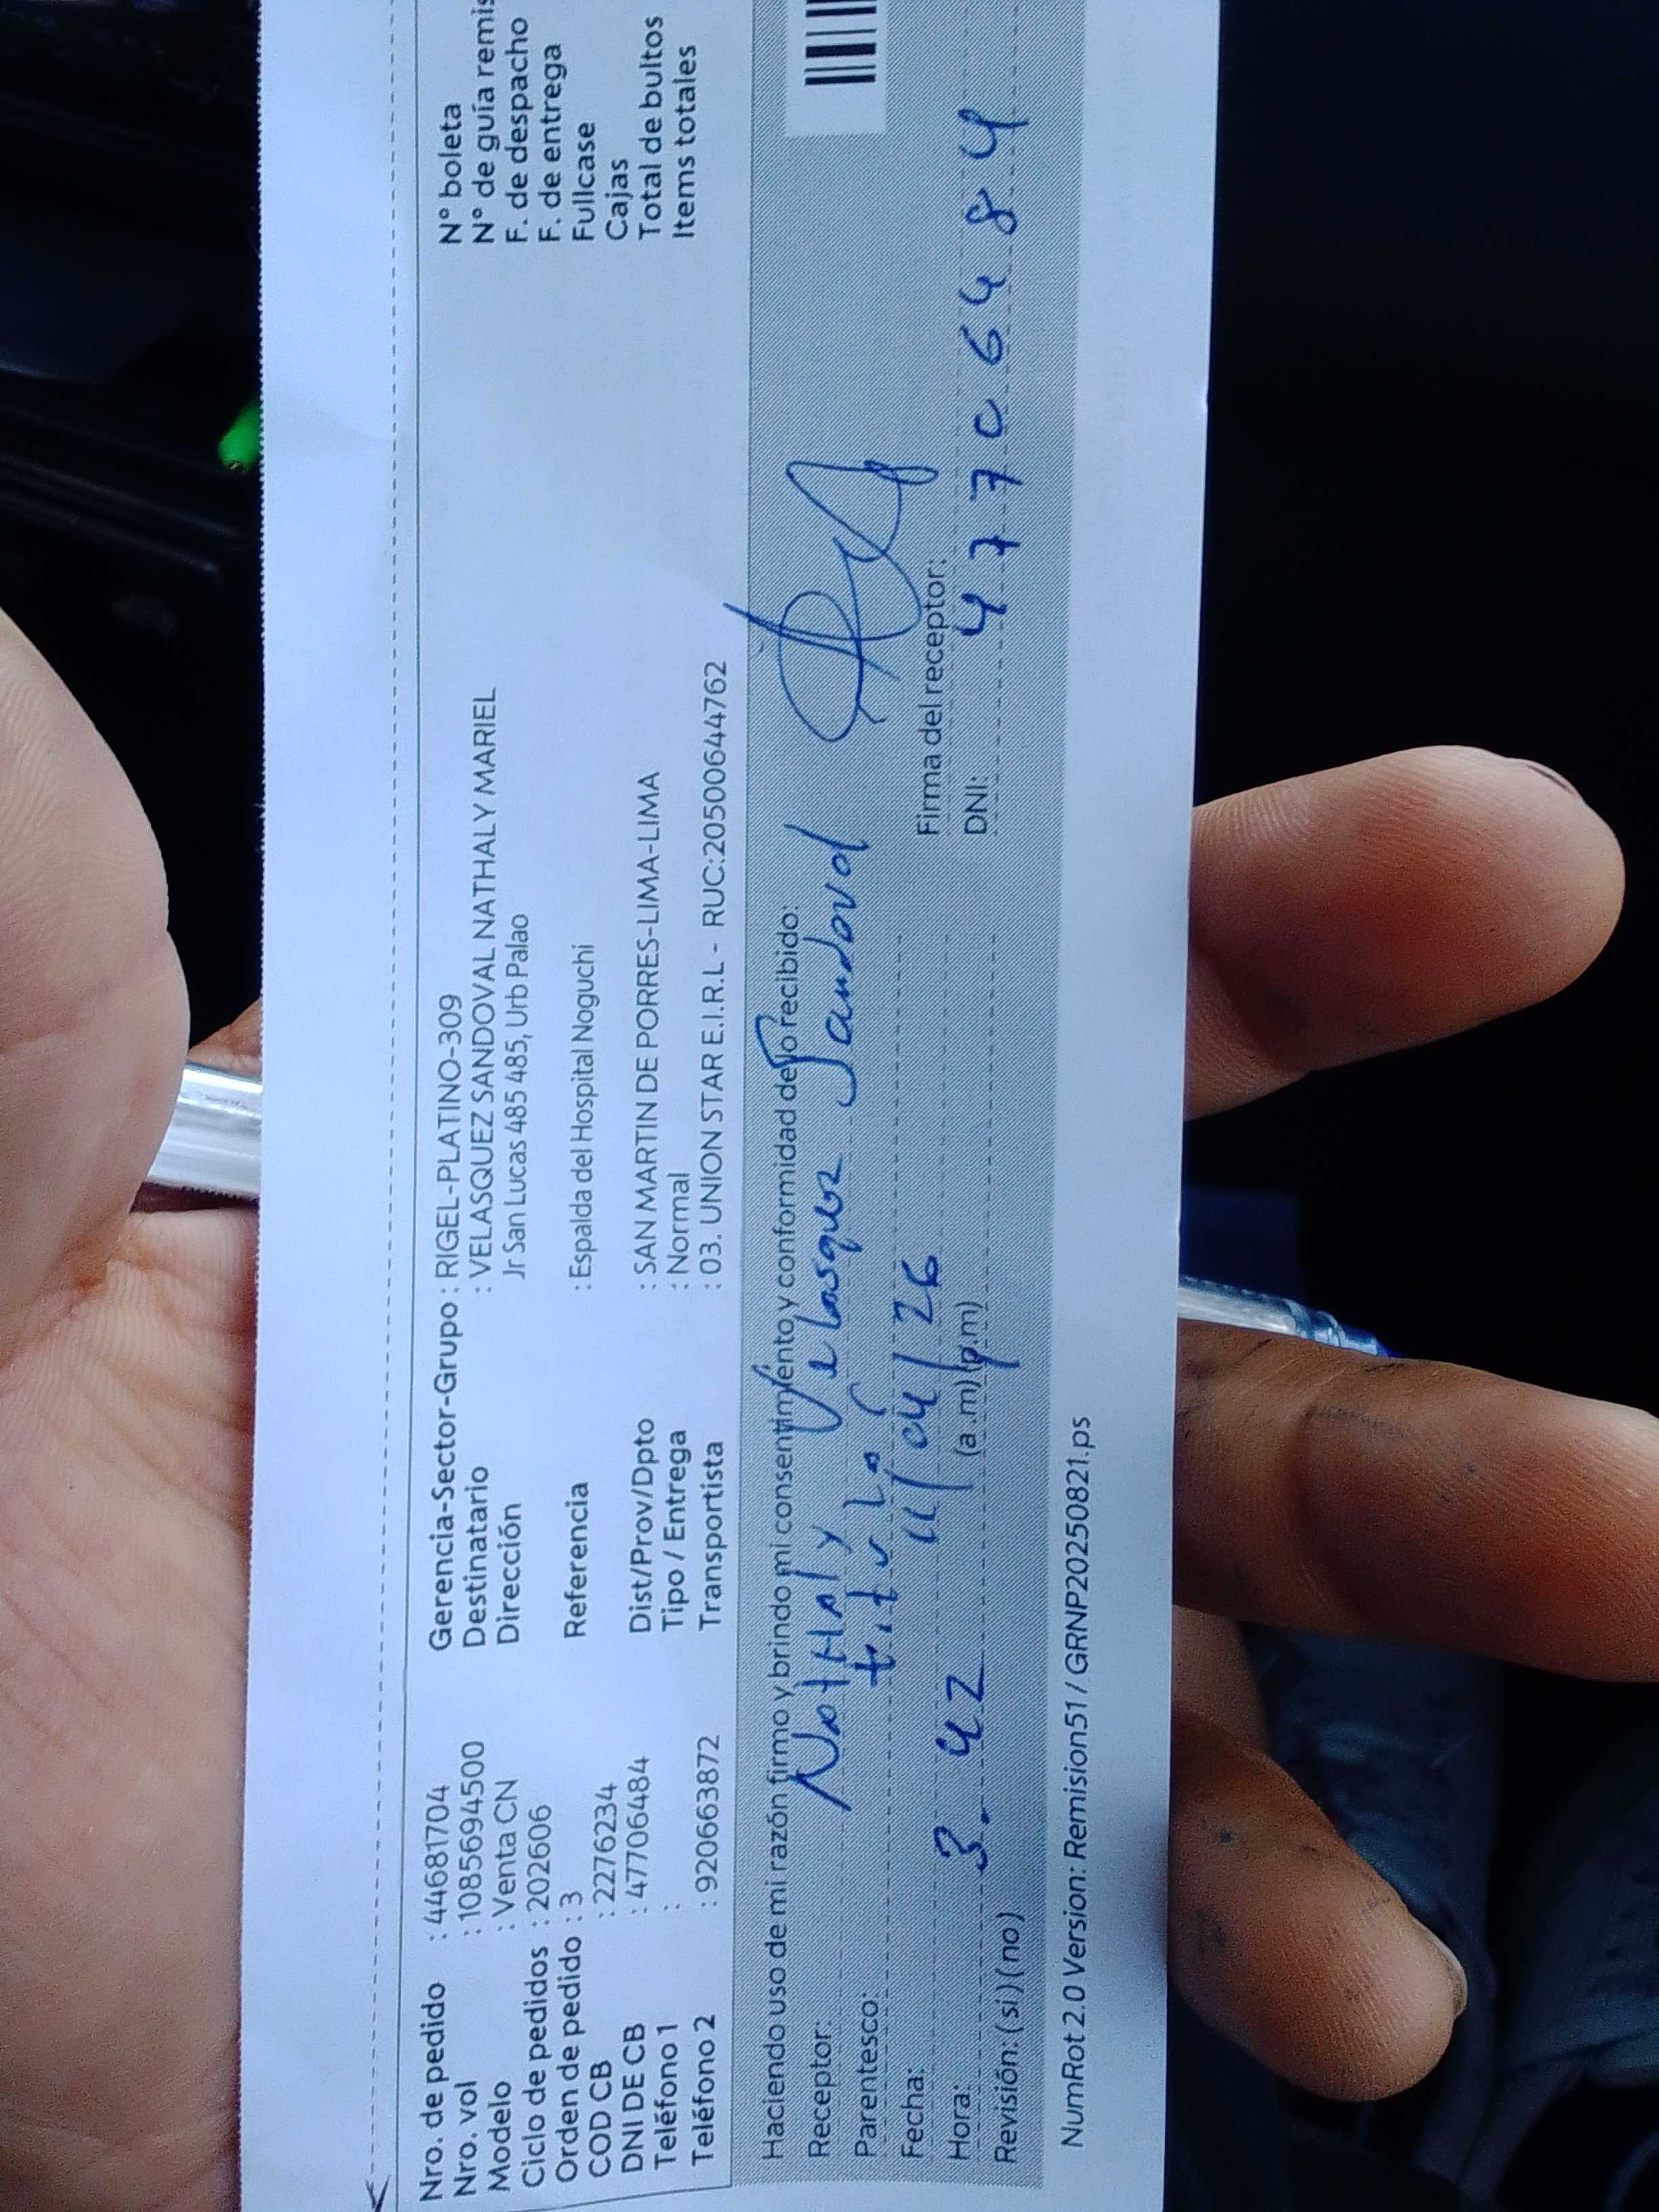 Nro. de pedido : 44681704
Nro. vol : 1085694500
Modelo : Venta CN
Ciclo de pedidos : 202606
Orden de pedido : 3
COD CB : 2276234
DNI DE CB : 47706484
Teléfono 1 :
Teléfono 2 : 920663872
Gerencia-Sector-Grupo : RIGEL-PLATINO-309
Destinatario : VELASQUEZ SANDOVAL NATHALY MARIEL
Dirección Jr San Lucas 485 485, Urb Palao
Referencia : Espalda del Hospital Noguchi
Dist/Prov/Dpto : SAN MARTIN DE PORRES-LIMA-LIMA
Tipo / Entrega : Normal
Transportista : 03. UNION STAR E.I.R.L - RUC:20500644762
N° boleta
N° de guía remis
F. de despacho
F. de entrega
Fullcase
Cajas
Total de bultos
Items totales
Haciendo uso de mi razón firmo y brindo mi consentimiento y conformidad de lo recibido:
Receptor: Nathaly Velasquez Sandoval
Parentesco: titular
Fecha: 11/04/26
Hora: 3.42 (a.m) (p.m)
Revisión: (si) (no)
Firma del receptor:
DNI: 47706484
NumRot 2.0 Version: Remision51 / GRNP20250821.ps